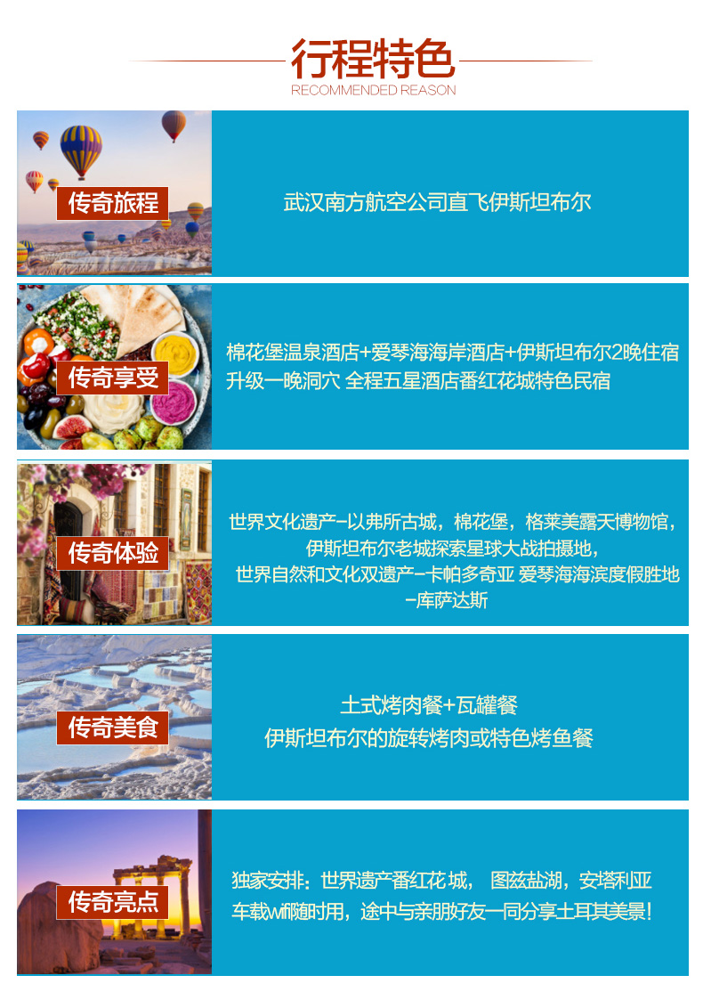 行程特色
RECOMMENDED REASON
传奇旅程
武汉南方航空公司直飞伊斯坦布尔
传奇享受
棉花堡温泉酒店+爱琴海海岸酒店+伊斯坦布尔2晚住宿
升级一晚洞穴 全程五星酒店番红花城特色民宿
传奇体验
世界文化遗产-以弗所古城，棉花堡，格莱美露天博物馆，
伊斯坦布尔老城探索星球大战拍摄地，
世界自然和文化双遗产-卡帕多奇亚 爱琴海海滨度假胜地
-库萨达斯
传奇美食
土式烤肉餐+瓦罐餐
伊斯坦布尔的旋转烤肉或特色烤鱼餐
传奇亮点
独家安排：世界遗产番红花 城， 图兹盐湖，安塔利亚
车载wifi随时用，途中与亲朋好友一同分享土耳其美景！